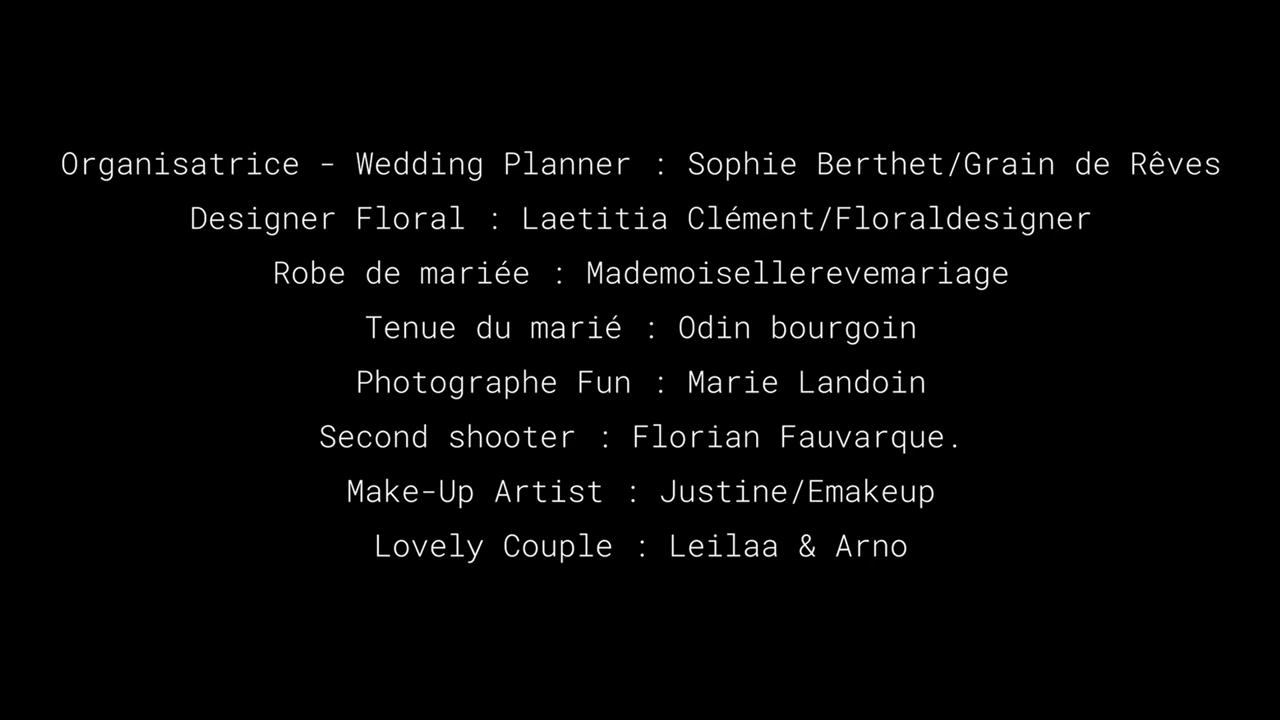 Organisatrice - Wedding Planner : Sophie Berthet/Grain de Rêves
Designer Floral : Laetitia Clément/Floraldesigner
Robe de mariée : Mademoisellerevemariage
Tenue du marié : Odin bourgoin
Photographe Fun : Marie Landoin
Second shooter : Florian Fauvarque.
Make-Up Artist : Justine/Emakeup
Lovely Couple : Leilaa & Arno